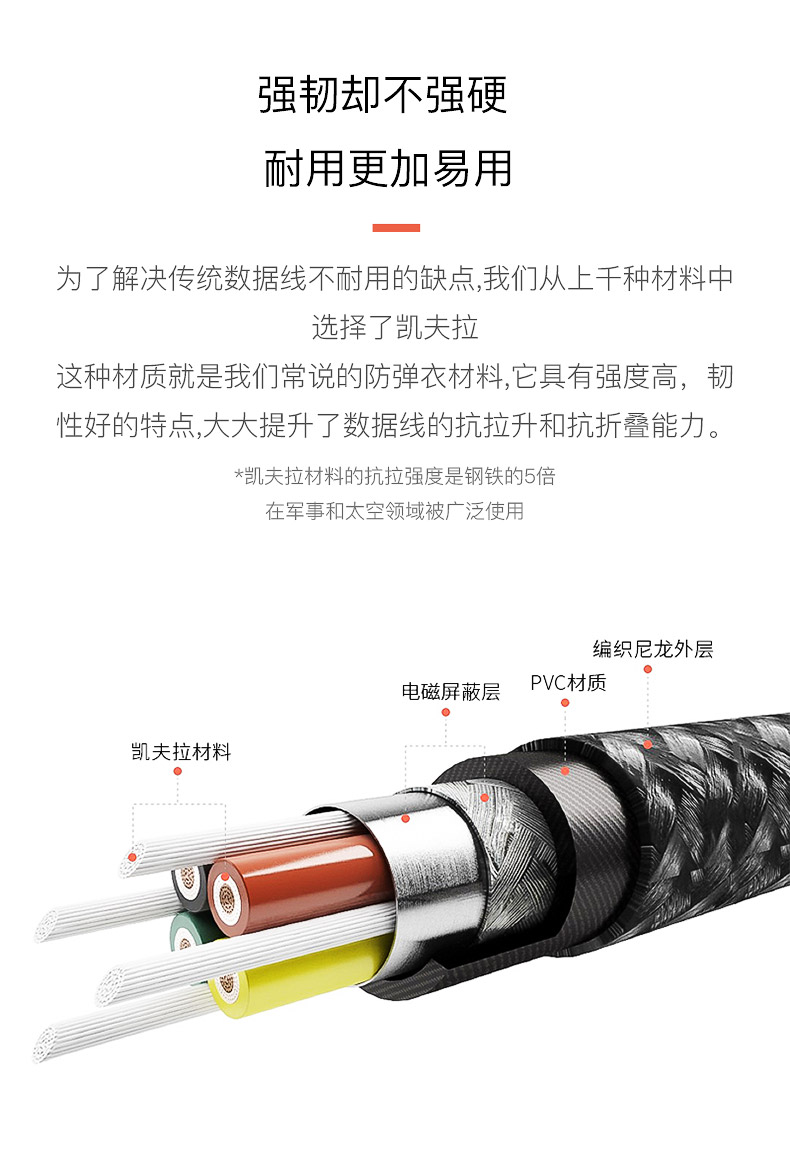 强韧却不强硬
耐用更加易用
为了解决传统数据线不耐用的缺点,我们从上千种材料中
选择了凯夫拉
这种材质就是我们常说的防弹衣材料,它具有强度高，韧
性好的特点,大大提升了数据线的抗拉升和抗折叠能力。
*凯夫拉材料的抗拉强度是钢铁的5倍
在军事和太空领域被广泛使用
编织尼龙外层
PVC材质
电磁屏蔽层
凯夫拉材料